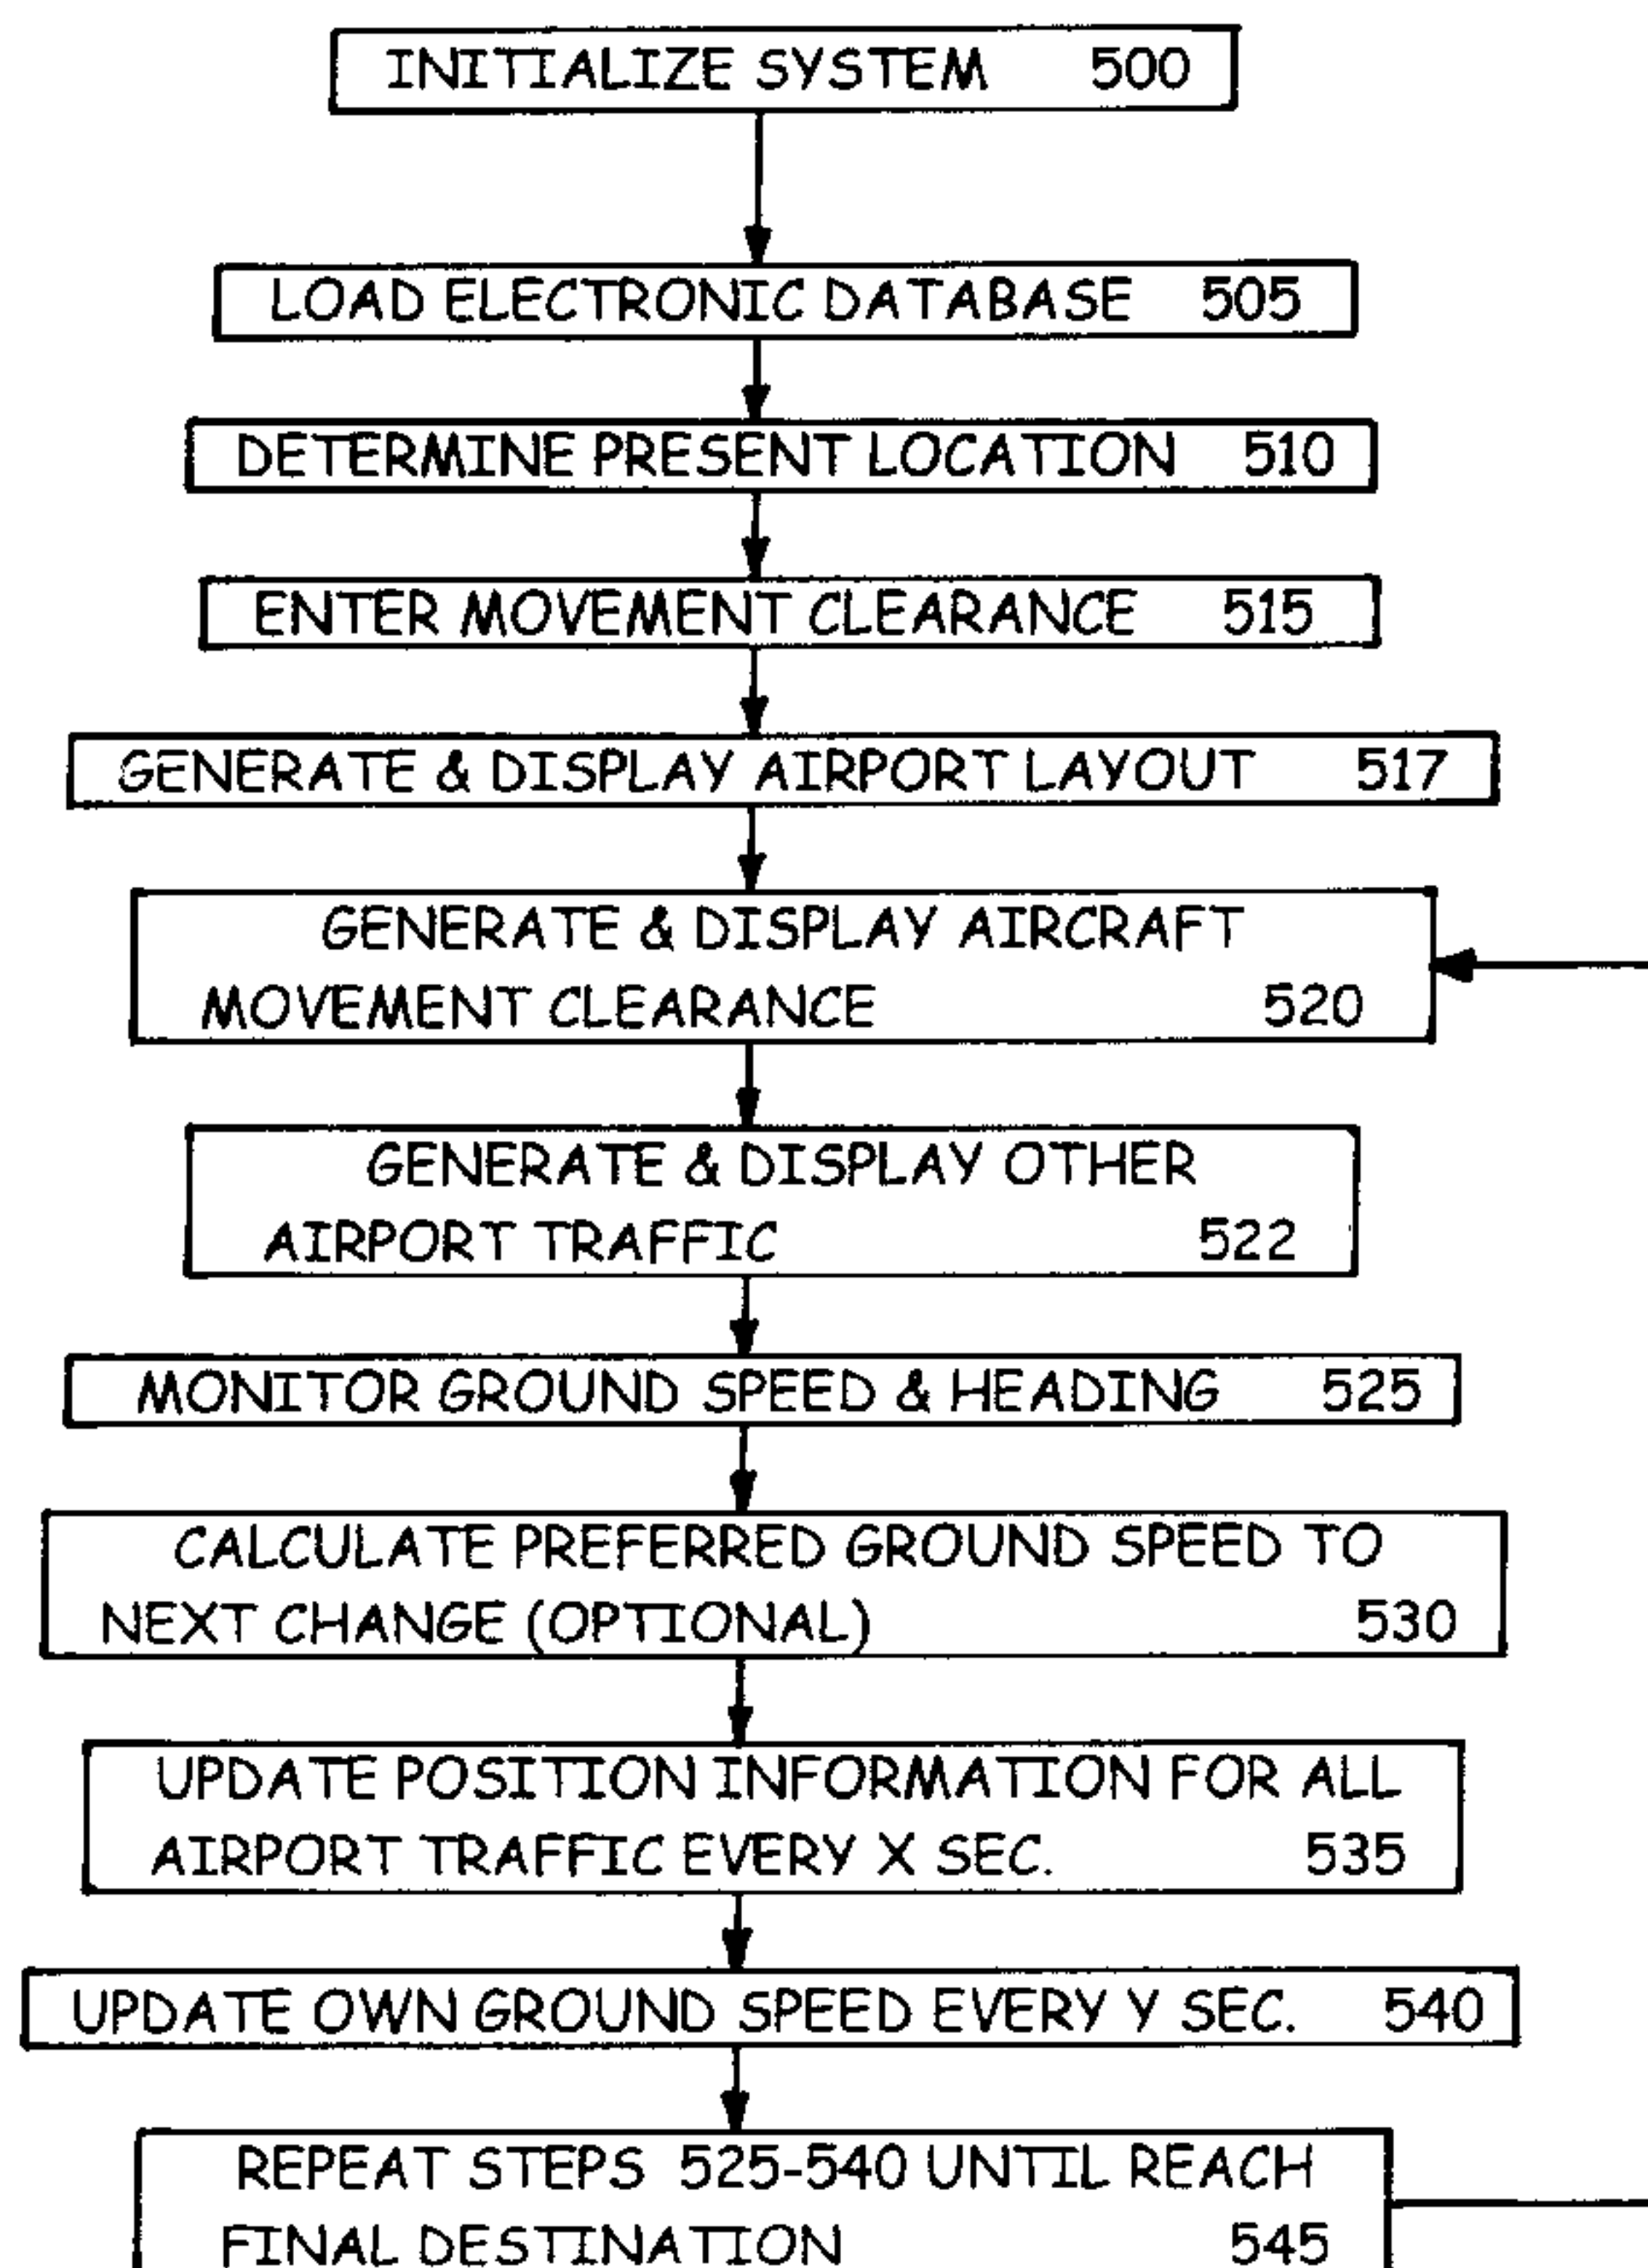 INITIALIZE SYSTEM 500
LOAD ELECTRONIC DATABASE 505
DETERMINE PRESENT LOCATION 510
ENTER MOVEMENT CLEARANCE 515
GENERATE & DISPLAY AIRPORT LAYOUT 517
GENERATE & DISPLAY AIRCRAFT
MOVEMENT CLEARANCE 520
GENERATE & DISPLAY OTHER
AIRPORT TRAFFIC 522
MONITOR GROUND SPEED & HEADING 525
CALCULATE PREFERRED GROUND SPEED TO
NEXT CHANGE (OPTIONAL) 530
UPDATE POSITION INFORMATION FOR ALL
AIRPORT TRAFFIC EVERY X SEC. 535
UPDATE OWN GROUND SPEED EVERY Y SEC. 540
REPEAT STEPS 525-540 UNTIL REACH
FINAL DESTINATION 545